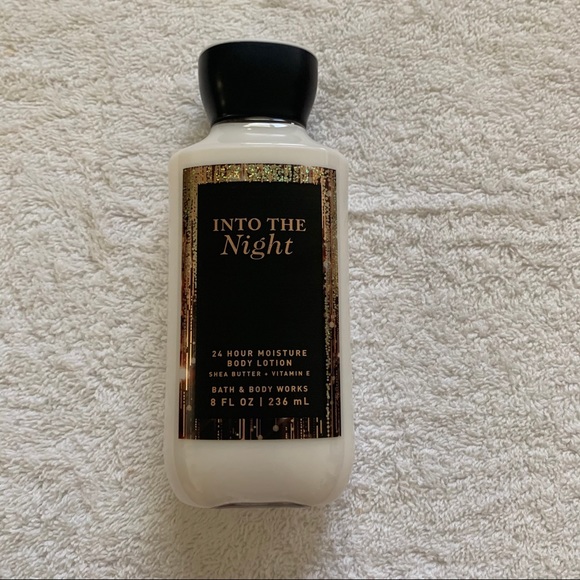 INTO THE
Night
24 HOUR MOISTURE
BODY LOTION
SHEA BUTTER + VITAMIN E
BATH & BODY WORKS
8 FL OZ | 236 mL